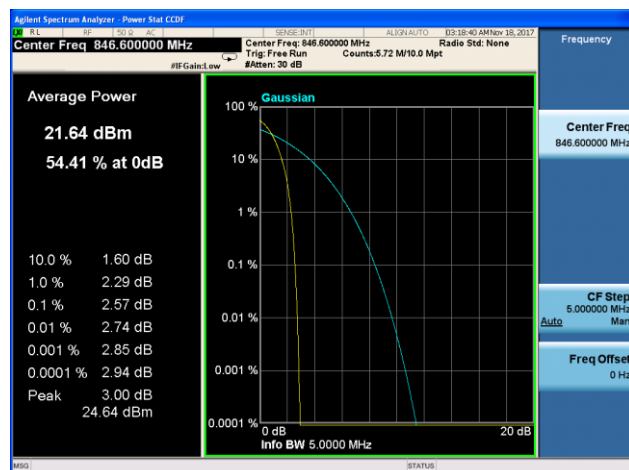 Agilent Spectrum Analyzer - Power Stat CCDF
RL RF 50 Ω AC SENSE:INT ALIGNAUTO 03:18:40 AM Nov 18, 2017
Center Freq 846.600000 MHz
Center Freq: 846.600000 MHz Radio Std: None
Trig: Free Run Counts:5.72 M/10.0 Mpt
#IFGain:Low #Atten: 30 dB
Frequency
Average Power
21.64 dBm
54.41 % at 0dB
10.0 % 1.60 dB
1.0 % 2.29 dB
0.1 % 2.57 dB
0.01 % 2.74 dB
0.001 % 2.85 dB
0.0001 % 2.94 dB
Peak 3.00 dB
24.64 dBm
Gaussian
100 %
10 %
1 %
0.1 %
0.01 %
0.001 %
0.0001 %
0 dB 20 dB
Info BW 5.0000 MHz
Center Freq
846.600000 MHz
CF Step
5.000000 MHz
Auto Man
Freq Offset
0 Hz
MSG STATUS